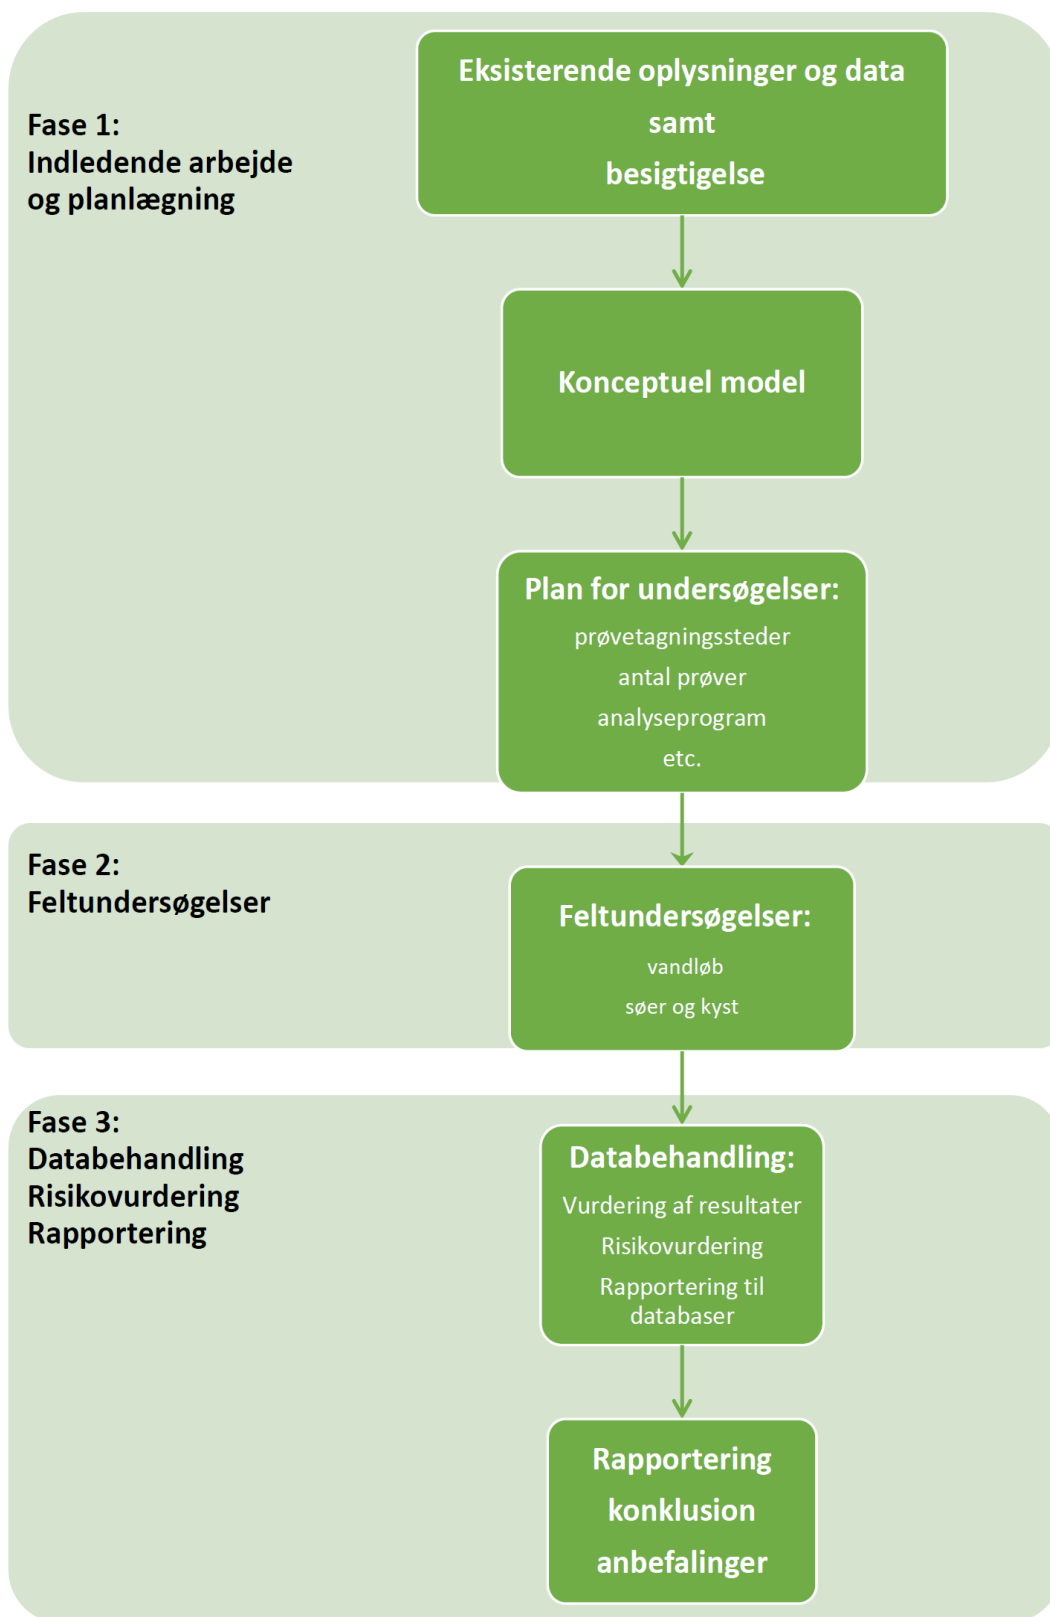 Fase 1:
Indledende arbejde
og planlægning
Eksisterende oplysninger og data
samt
besigtigelse
Konceptuel model
Plan for undersøgelser:
prøvetagningssteder
antal prøver
analyseprogram
etc.
Fase 2:
Feltundersøgelser
Feltundersøgelser:
vandløb
søer og kyst
Fase 3:
Databehandling
Risikovurdering
Rapportering
Databehandling:
Vurdering af resultater
Risikovurdering
Rapportering til
databaser
Rapportering
konklusion
anbefalinger